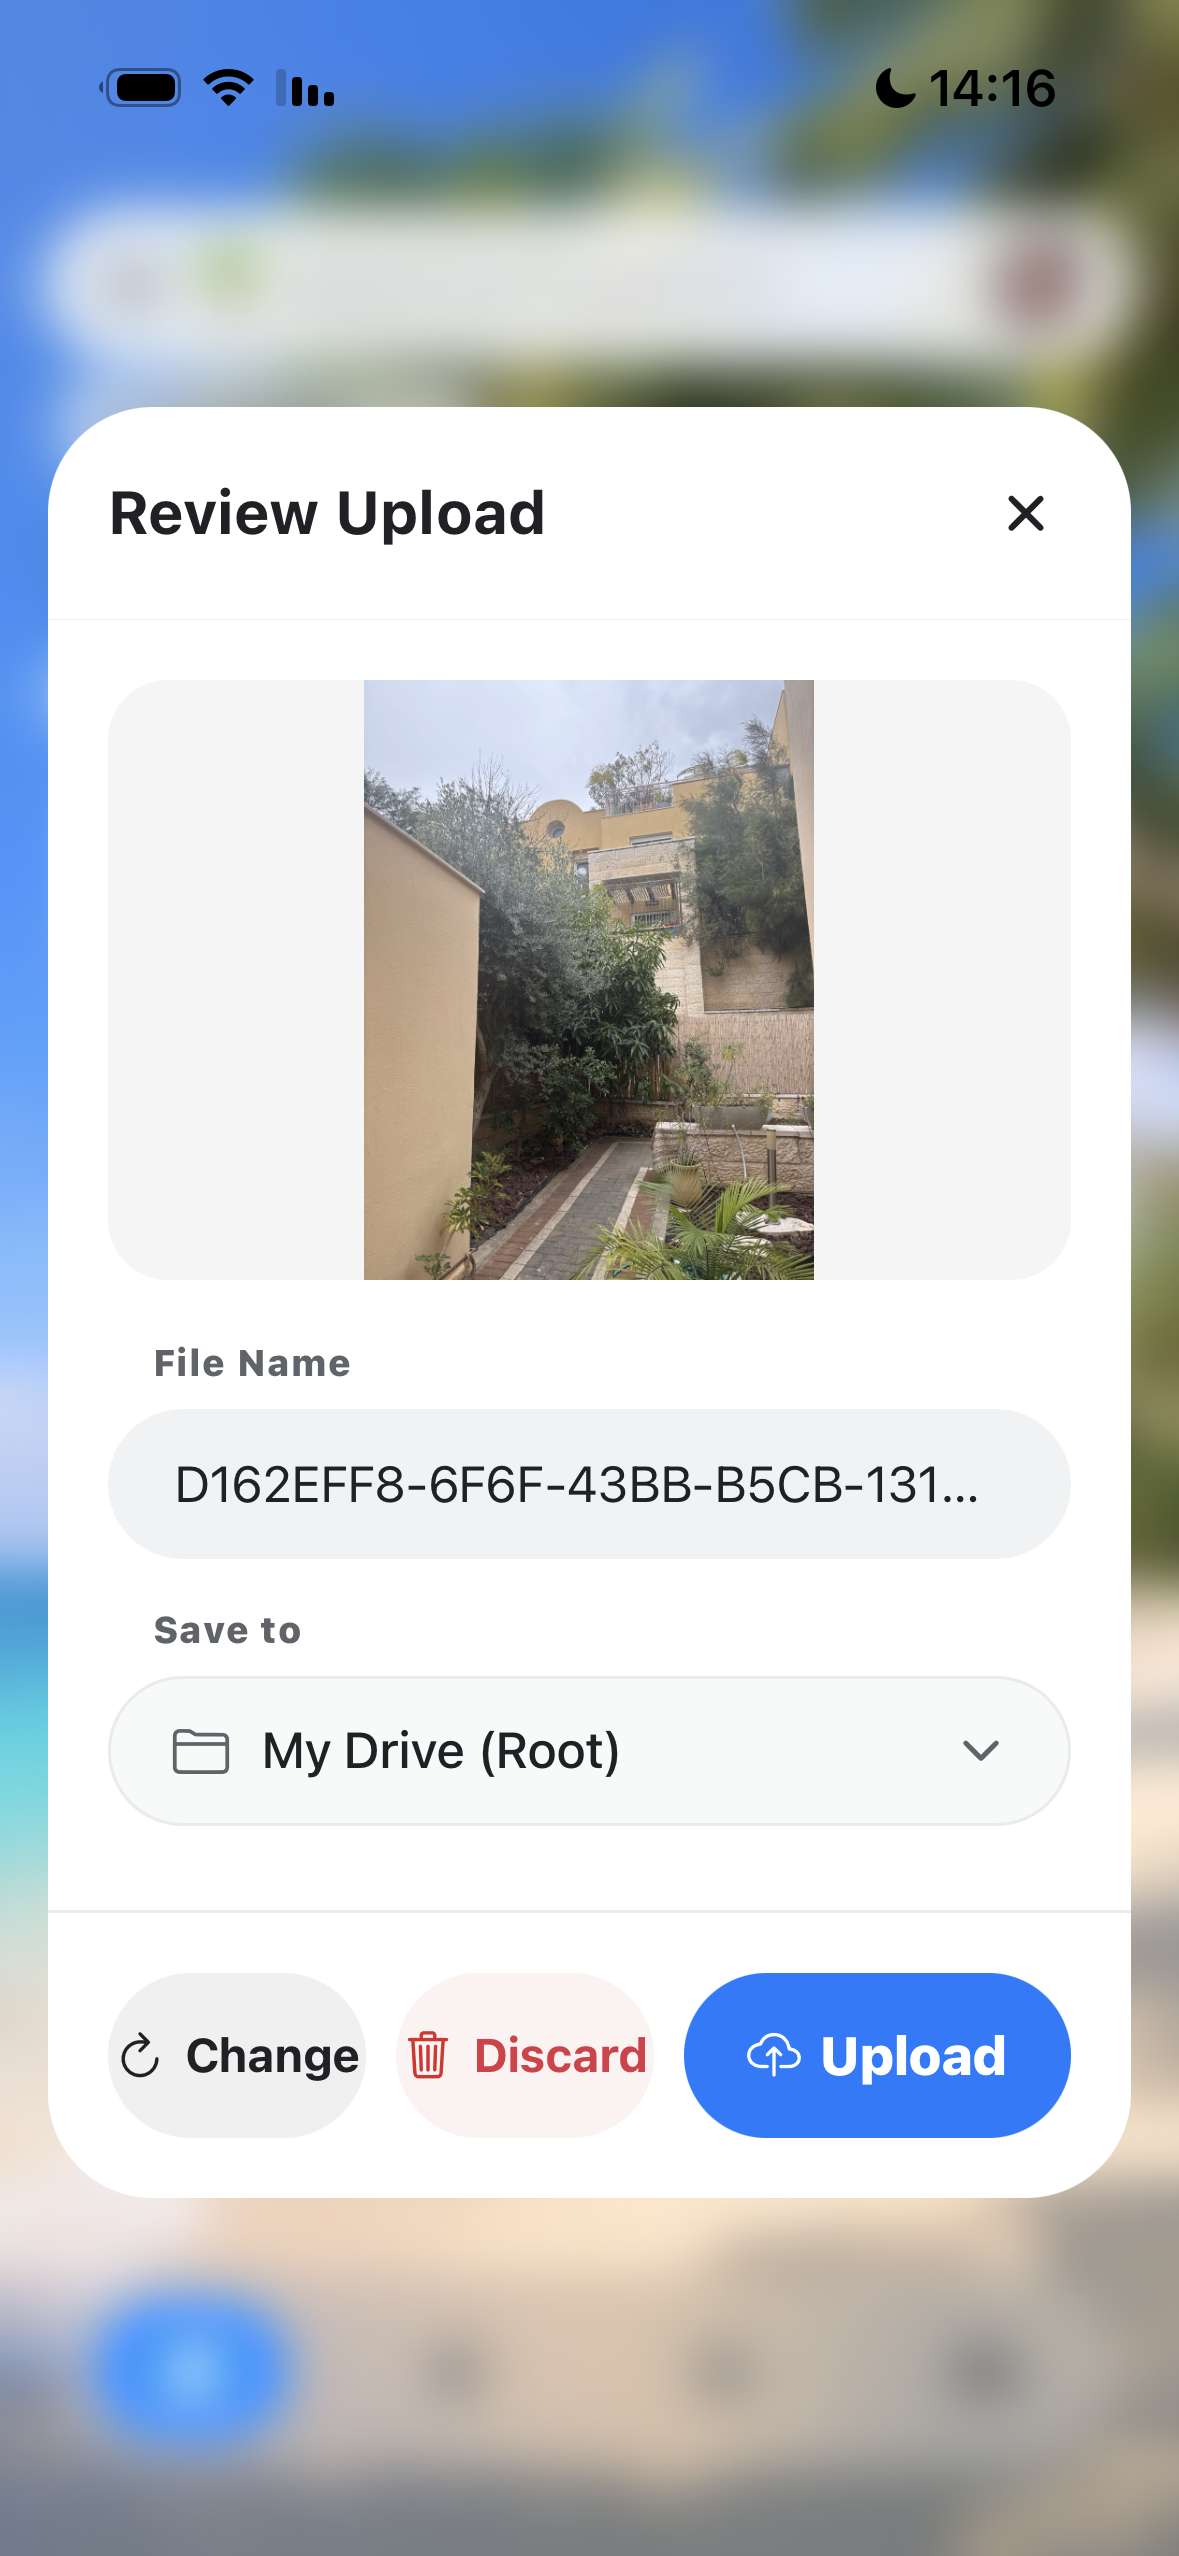 14:16
Review Upload
File Name
D162EFF8-6F6F-43BB-B5CB-131...
Save to
My Drive (Root)
Change
Discard
Upload